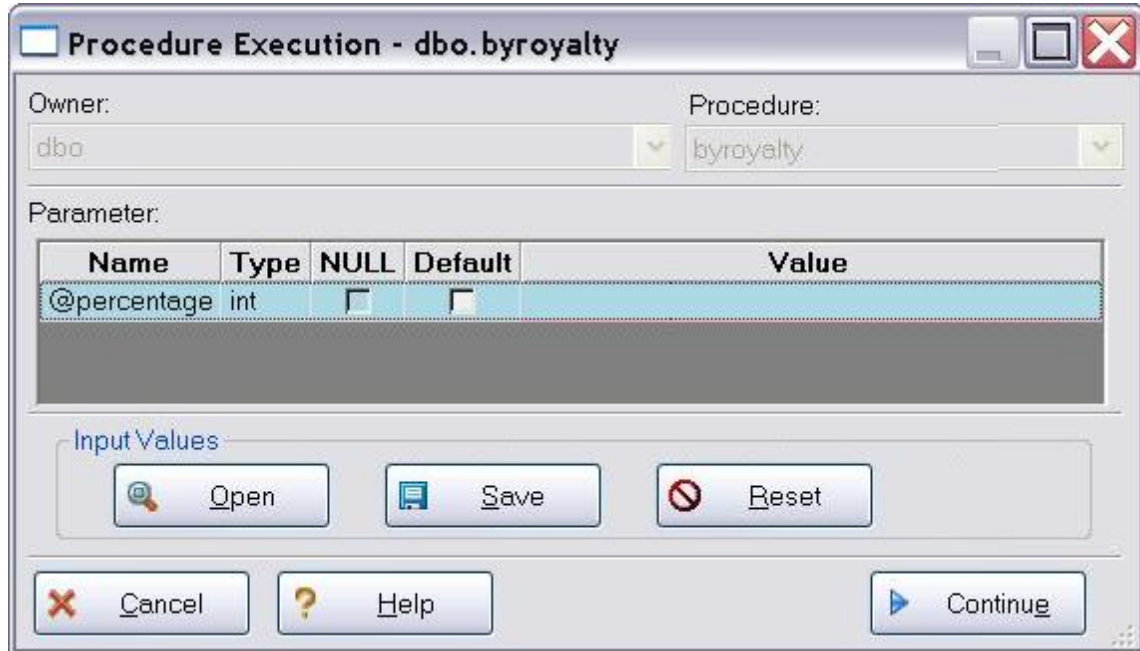 Procedure Execution - dbo.byroyalty
Owner:
Procedure:
dbo
byroyalty
Parameter:
Name Type NULL Default Value
@percentage int
Input Values
Open Save Reset
Cancel Help Continue